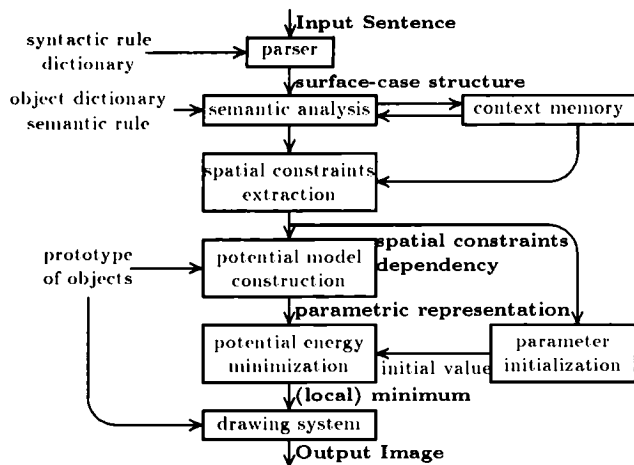 Input Sentence
syntactic rule
dictionary
parser
surface-case structure
object dictionary
semantic rule
semantic analysis
context memory
spatial constraints
extraction
spatial constraints
dependency
prototype
of objects
potential model
construction
parametric representation
potential energy
minimization
initial value
parameter
initialization
(local) minimum
drawing system
Output Image